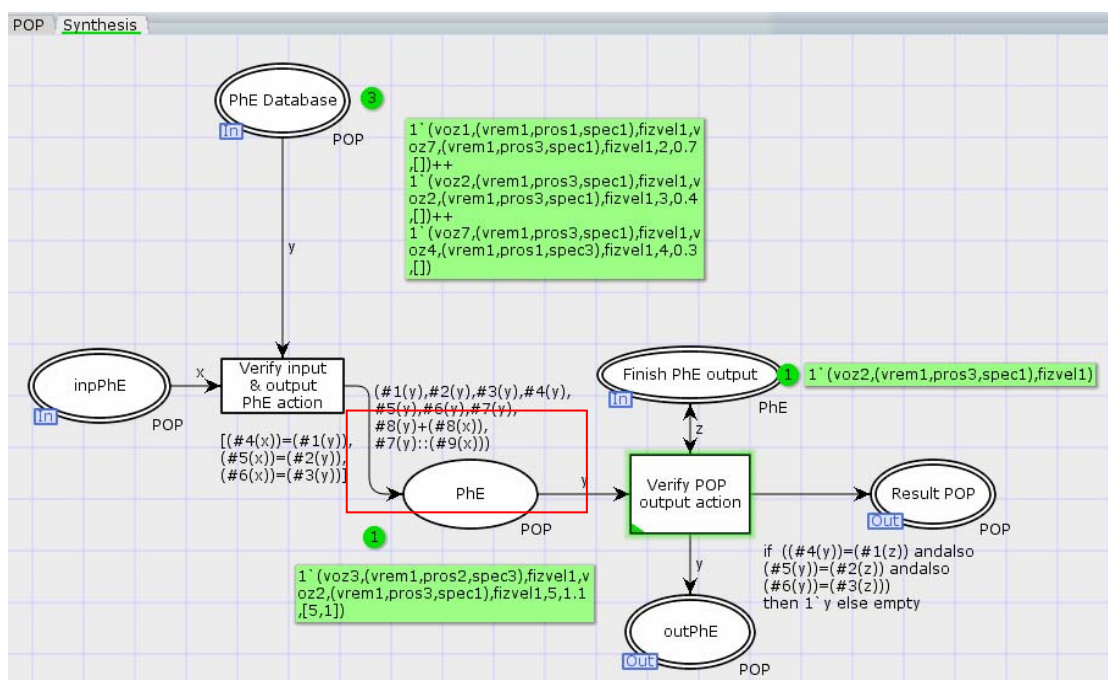 POP Synthesis
PhE Database
3
In
POP
1`(voz1,(vrem1,pros1,spec1),fizvel1,v
oz7,(vrem1,pros3,spec1),fizvel1,2,0.7
,[])++
1`(voz2,(vrem1,pros3,spec1),fizvel1,v
oz2,(vrem1,pros3,spec1),fizvel1,3,0.4
,[])++
1`(voz7,(vrem1,pros3,spec1),fizvel1,v
oz4,(vrem1,pros1,spec3),fizvel1,4,0.3
,[])
y
inpPhE
In
POP
x
Verify input
& output
PhE action
[(#4(x))=(#1(y)),
(#5(x))=(#2(y)),
(#6(x))=(#3(y))]
(#1(y),#2(y),#3(y),#4(y),
#5(y),#6(y),#7(y),
#8(y)+(#8(x)),
#7(y)::(#9(x)))
PhE
POP
1
1`(voz3,(vrem1,pros2,spec3),fizvel1,v
oz2,(vrem1,pros3,spec1),fizvel1,5,1.1
,[5,1])
y
Finish PhE output
In
PhE
1
1`(voz2,(vrem1,pros3,spec1),fizvel1)
z
Verify POP
output action
Result POP
Out
POP
if ((#4(y))=(#1(z)) andalso
(#5(y))=(#2(z)) andalso
(#6(y))=(#3(z)))
then 1`y else empty
y
outPhE
Out
POP